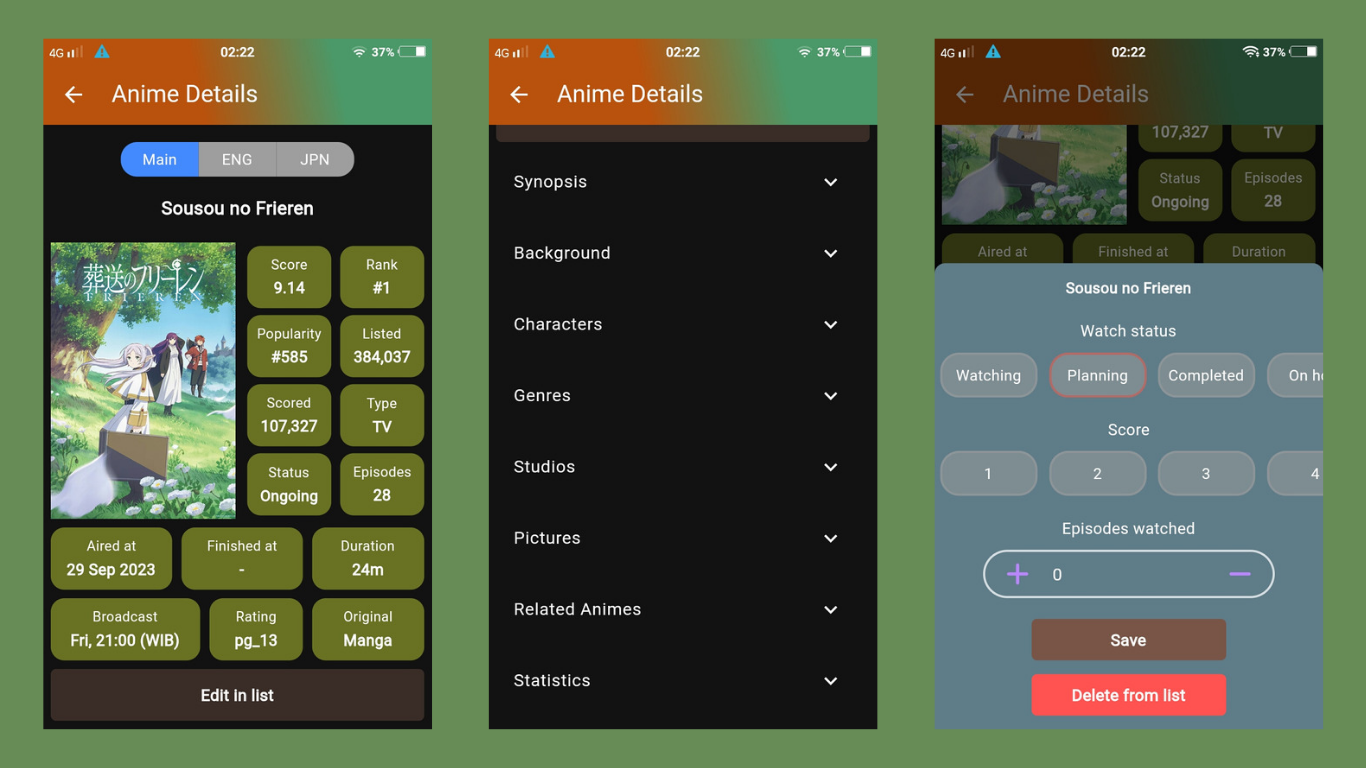 4G 02:22 37%
Anime Details
Main ENG JPN
Sousou no Frieren
葬送のフリーレン
FRIEREN
Score Rank
9.14 #1
Popularity Listed
#585 384,037
Scored Type
107,327 TV
Status Episodes
Ongoing 28
Aired at Finished at Duration
29 Sep 2023 - 24m
Broadcast Rating Original
Fri, 21:00 (WIB) pg_13 Manga
Edit in list
4G 02:22 37%
Anime Details
Synopsis
Background
Characters
Genres
Studios
Pictures
Related Animes
Statistics
4G 02:22 37%
Anime Details
107,327 TV
Status Episodes
Ongoing 28
Aired at Finished at Duration
Sousou no Frieren
Watch status
Watching Planning Completed On h
Score
1 2 3 4
Episodes watched
+ 0 −
Save
Delete from list